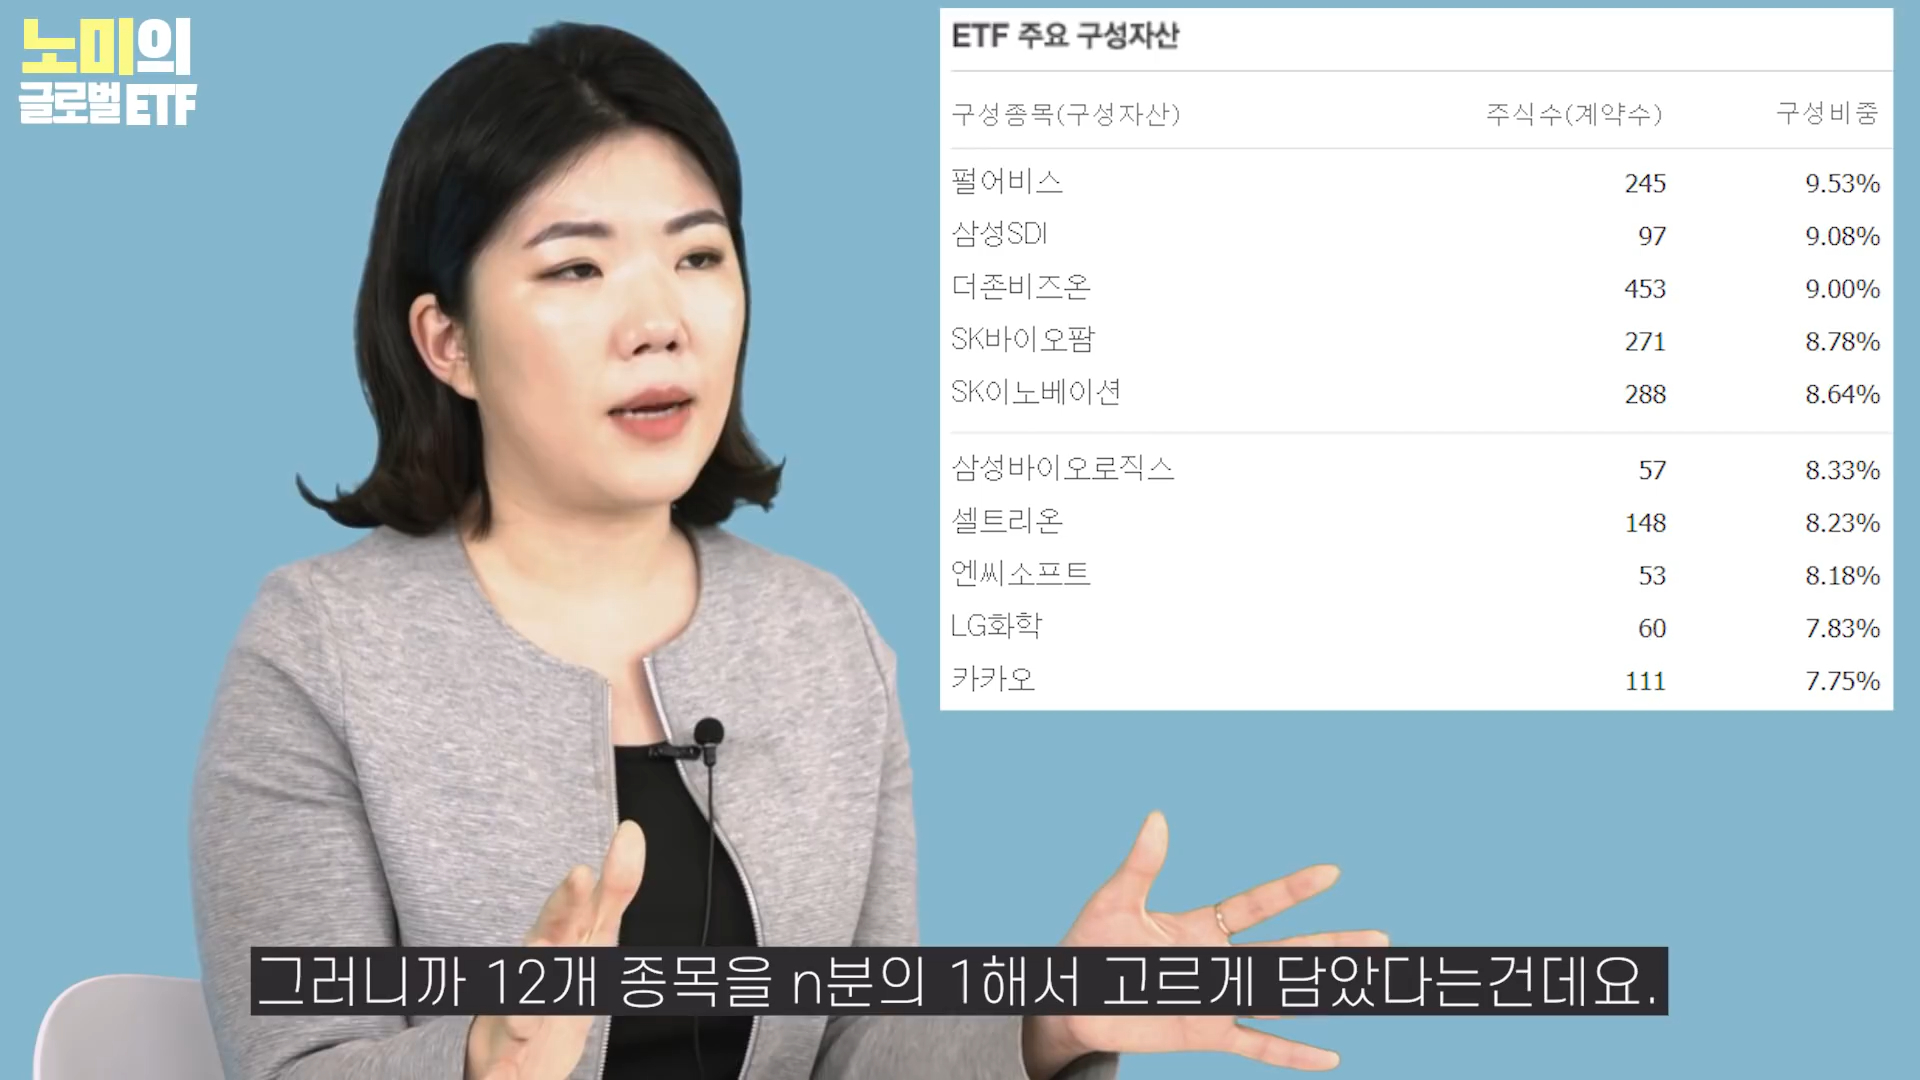 노미의
글로벌 ETF
ETF 주요 구성자산
구성종목(구성자산) 주식수(계약수) 구성비중
펄어비스 245 9.53%
삼성SDI 97 9.08%
더존비즈온 453 9.00%
SK바이오팜 271 8.78%
SK이노베이션 288 8.64%
삼성바이오로직스 57 8.33%
셀트리온 148 8.23%
엔씨소프트 53 8.18%
LG화학 60 7.83%
카카오 111 7.75%
그러니까 12개 종목을 n분의 1해서 고르게 담았다는건데요.